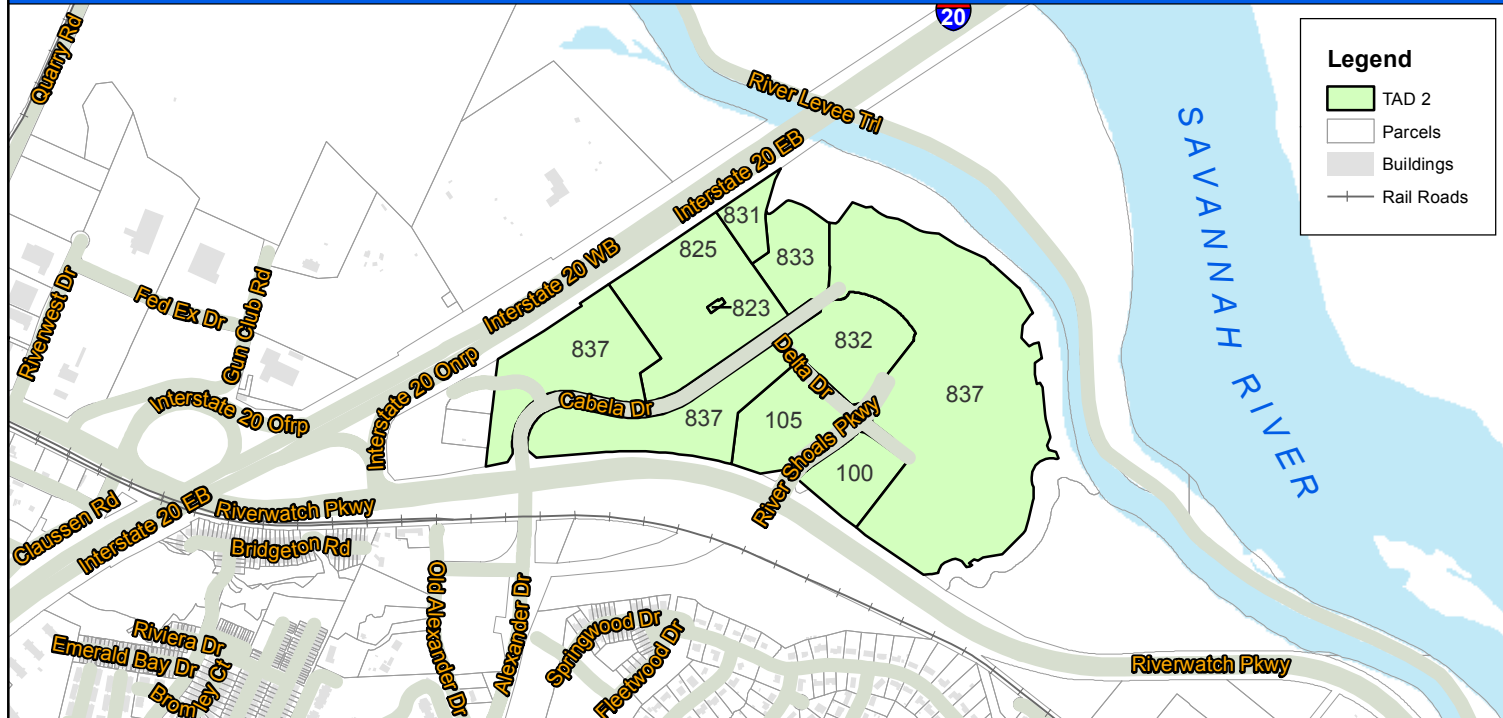 20
Legend
TAD 2
Parcels
Buildings
Rail Roads
Quarry Rd
River Levee Trl
SAVANNAH RIVER
Interstate 20 EB
831
825
833
823
Interstate 20 WB
Fed Ex Dr
Gun Club Rd
Riverwest Dr
837
832
Delta Dr
Interstate 20 Onrp
Interstate 20 Ofrp
Cabela Dr
837
105
837
River Shoals Pkwy
100
Riverwatch Pkwy
Claussen Rd
Interstate 20 EB
Bridgeton Rd
Old Alexander Dr
Alexander Dr
Springwood Dr
Fleetwood Dr
Riviera Dr
Emerald Bay Dr
Bromley Ct
Riverwatch Pkwy